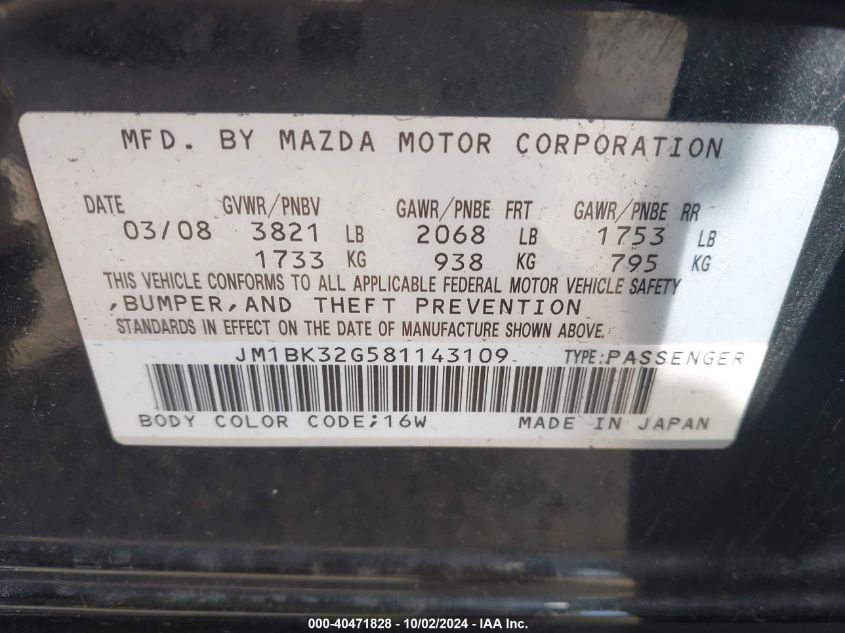 MFD. BY MAZDA MOTOR CORPORATION
DATE GVWR/PNBV GAWR/PNBE FRT GAWR/PNBE RR
03/08 3821 LB 2068 LB 1753 LB
1733 KG 938 KG 795 KG
THIS VEHICLE CONFORMS TO ALL APPLICABLE FEDERAL MOTOR VEHICLE SAFETY
,BUMPER,AND THEFT PREVENTION
STANDARDS IN EFFECT ON THE DATE OF MANUFACTURE SHOWN ABOVE.
JM1BK32G581143109 TYPE:PASSENGER
BODY COLOR CODE;16W MADE IN JAPAN
000-40471828 - 10/02/2024 - IAA Inc.